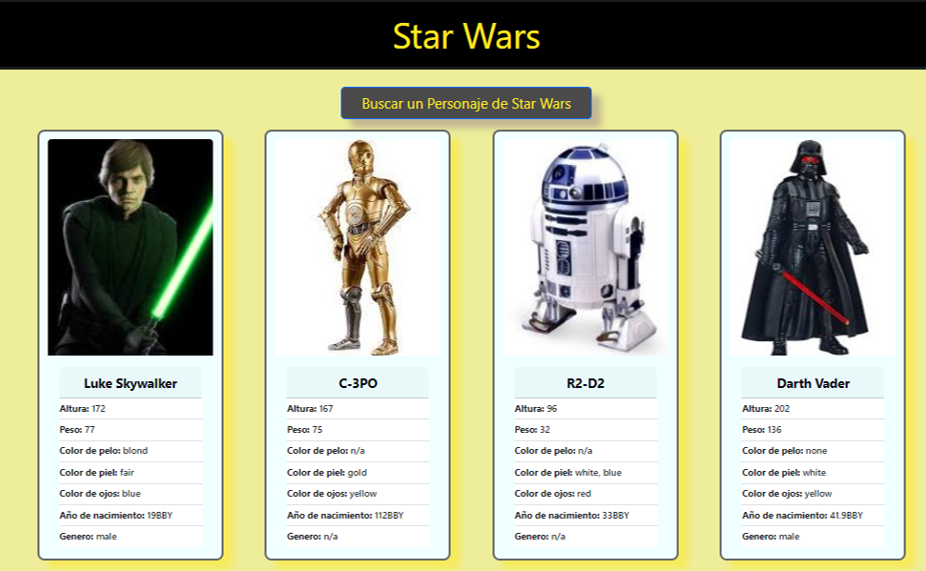 Star Wars
Buscar un Personaje de Star Wars
Luke Skywalker
Altura: 172
Peso: 77
Color de pelo: blond
Color de piel: fair
Color de ojos: blue
Año de nacimiento: 19BBY
Genero: male
C-3PO
Altura: 167
Peso: 75
Color de pelo: n/a
Color de piel: gold
Color de ojos: yellow
Año de nacimiento: 112BBY
Genero: n/a
R2-D2
Altura: 96
Peso: 32
Color de pelo: n/a
Color de piel: white, blue
Color de ojos: red
Año de nacimiento: 33BBY
Genero: n/a
Darth Vader
Altura: 202
Peso: 136
Color de pelo: none
Color de piel: white
Color de ojos: yellow
Año de nacimiento: 41.9BBY
Genero: male